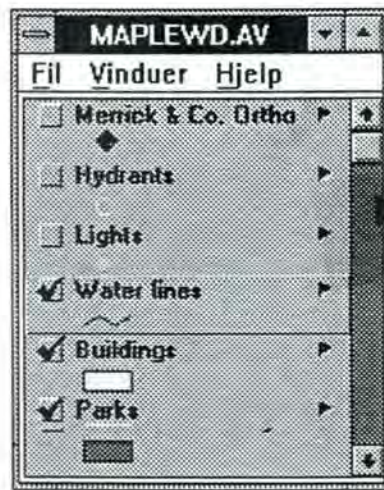 MAPLEWD.AV
Fil Vinduer Hjelp
Merrick & Co. Ortho
Hydrants
Lights
Water lines
Buildings
Parks